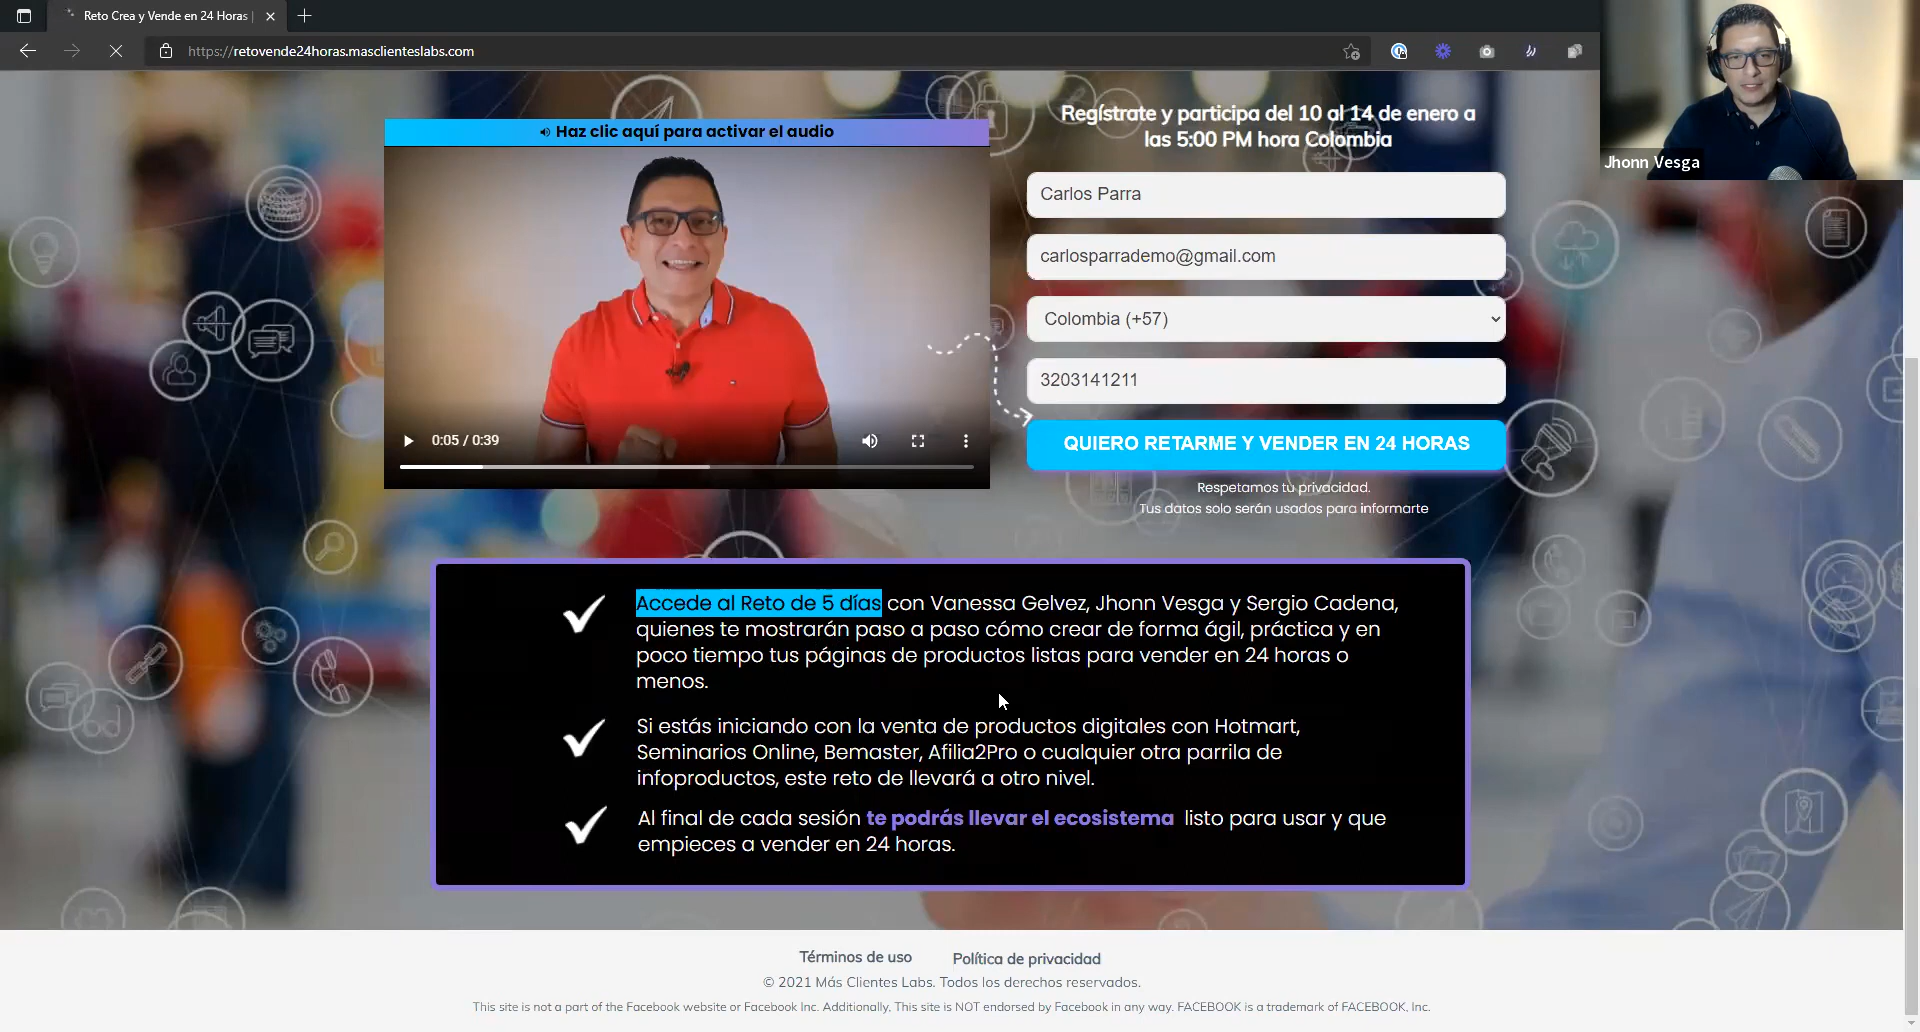 Reto Crea y Vende en 24 Horas |
https://retovende24horas.masclienteslabs.com
Jhonn Vesga
Haz clic aquí para activar el audio
0:05 / 0:39
Regístrate y participa del 10 al 14 de enero a
las 5:00 PM hora Colombia
Carlos Parra
carlosparrademo@gmail.com
Colombia (+57)
3203141211
QUIERO RETARME Y VENDER EN 24 HORAS
Respetamos tu privacidad.
Tus datos solo serán usados para informarte
Accede al Reto de 5 días con Vanessa Gelvez, Jhonn Vesga y Sergio Cadena,
quienes te mostrarán paso a paso cómo crear de forma ágil, práctica y en
poco tiempo tus páginas de productos listas para vender en 24 horas o
menos.
Si estás iniciando con la venta de productos digitales con Hotmart,
Seminarios Online, Bemaster, Afilia2Pro o cualquier otra parrila de
infoproductos, este reto de llevará a otro nivel.
Al final de cada sesión te podrás llevar el ecosistema listo para usar y que
empieces a vender en 24 horas.
Términos de uso Política de privacidad
© 2021 Más Clientes Labs. Todos los derechos reservados.
This site is not a part of the Facebook website or Facebook Inc. Additionally, This site is NOT endorsed by Facebook in any way. FACEBOOK is a trademark of FACEBOOK, Inc.